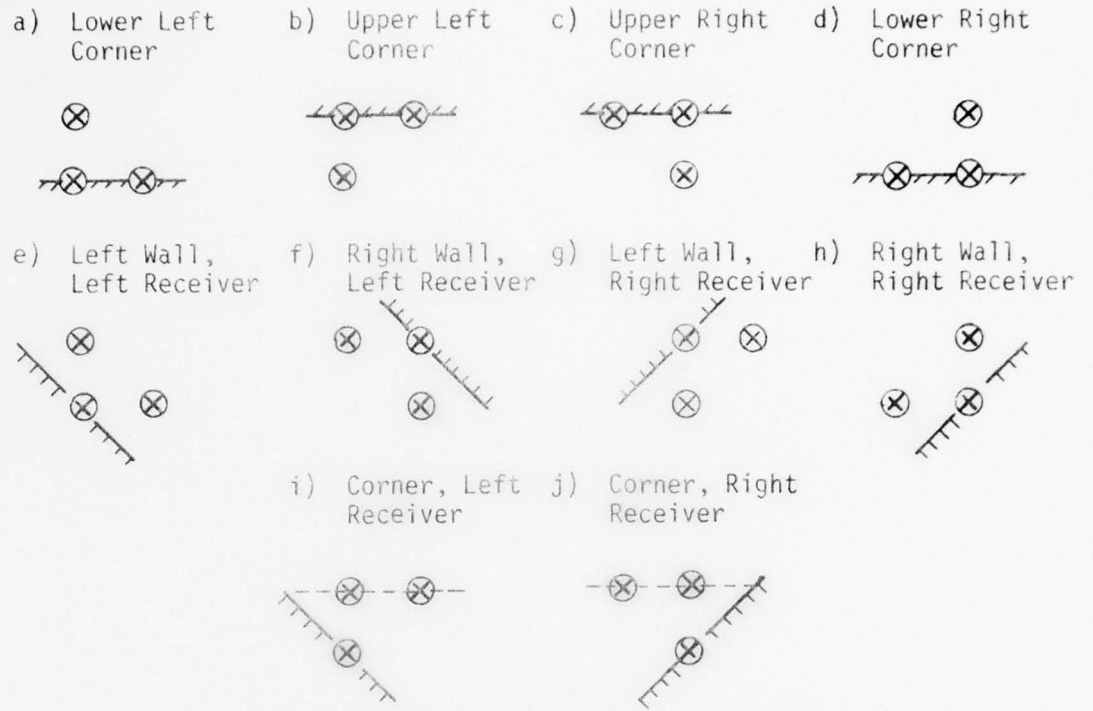 a) Lower Left
Corner
b) Upper Left
Corner
c) Upper Right
Corner
d) Lower Right
Corner
e) Left Wall,
Left Receiver
f) Right Wall,
Left Receiver
g) Left Wall,
Right Receiver
h) Right Wall,
Right Receiver
i) Corner, Left
Receiver
j) Corner, Right
Receiver